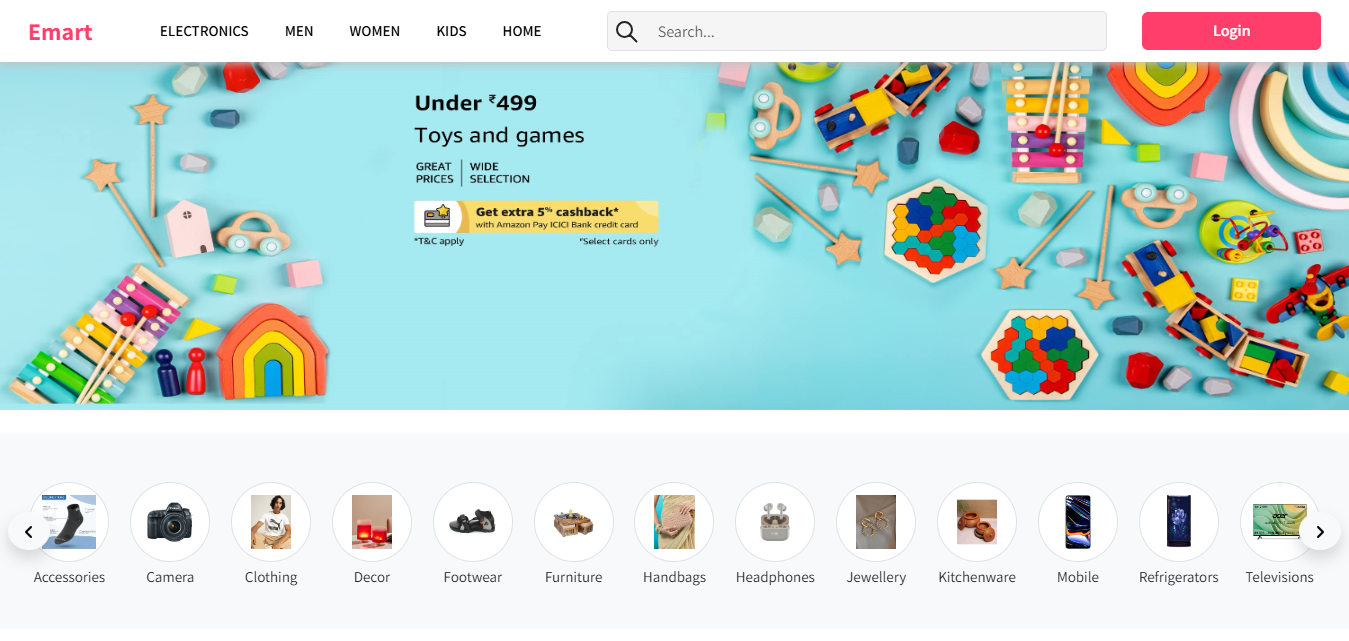 Emart
ELECTRONICS MEN WOMEN KIDS HOME
Search...
Login
Under ₹499
Toys and games
GREAT PRICES | WIDE SELECTION
Get extra 5% cashback*
with Amazon Pay ICICI Bank credit card
*T&C apply *Select cards only
acer
Accessories Camera Clothing Decor Footwear Furniture Handbags Headphones Jewellery Kitchenware Mobile Refrigerators Televisions